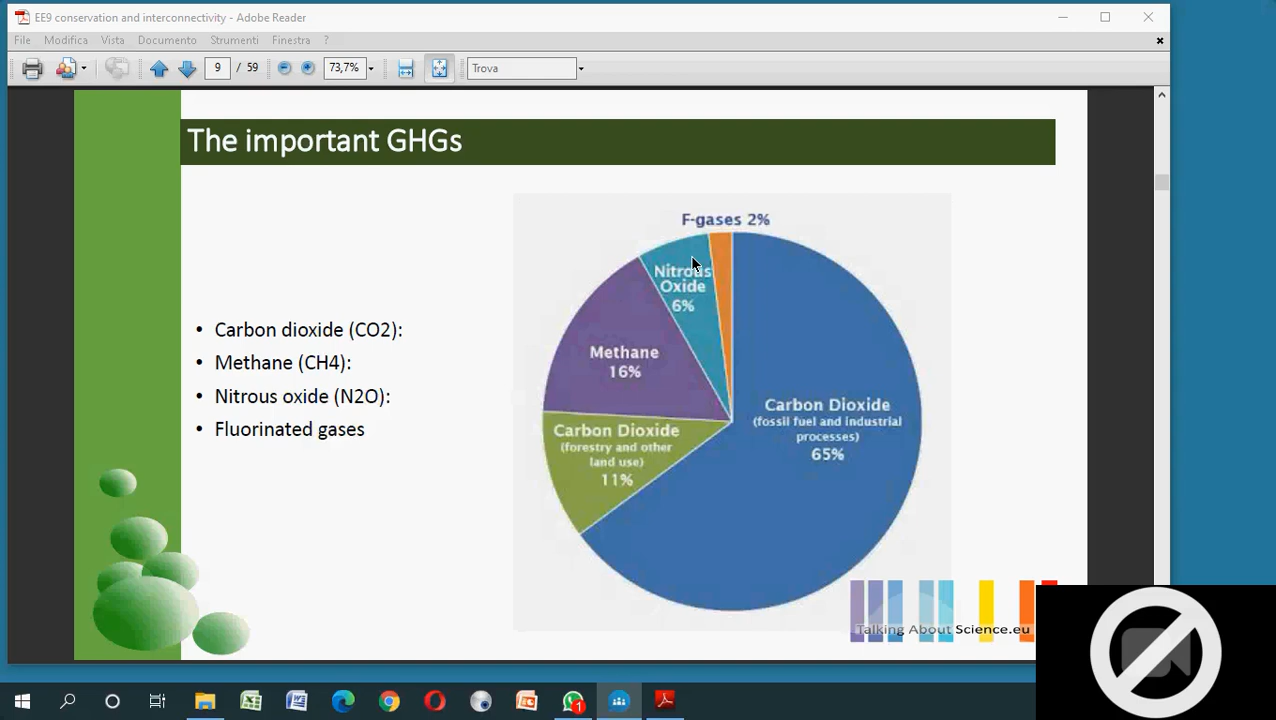 EE9 conservation and interconnectivity - Adobe Reader
File Modifica Vista Documento Strumenti Finestra ?
9 / 59 73,7% Trova
The important GHGs
• Carbon dioxide (CO2):
• Methane (CH4):
• Nitrous oxide (N2O):
• Fluorinated gases
F-gases 2%
Nitrous
Oxide
6%
Methane
16%
Carbon Dioxide
(forestry and other
land use)
11%
Carbon Dioxide
(fossil fuel and industrial
processes)
65%
Talking About Science.eu
1